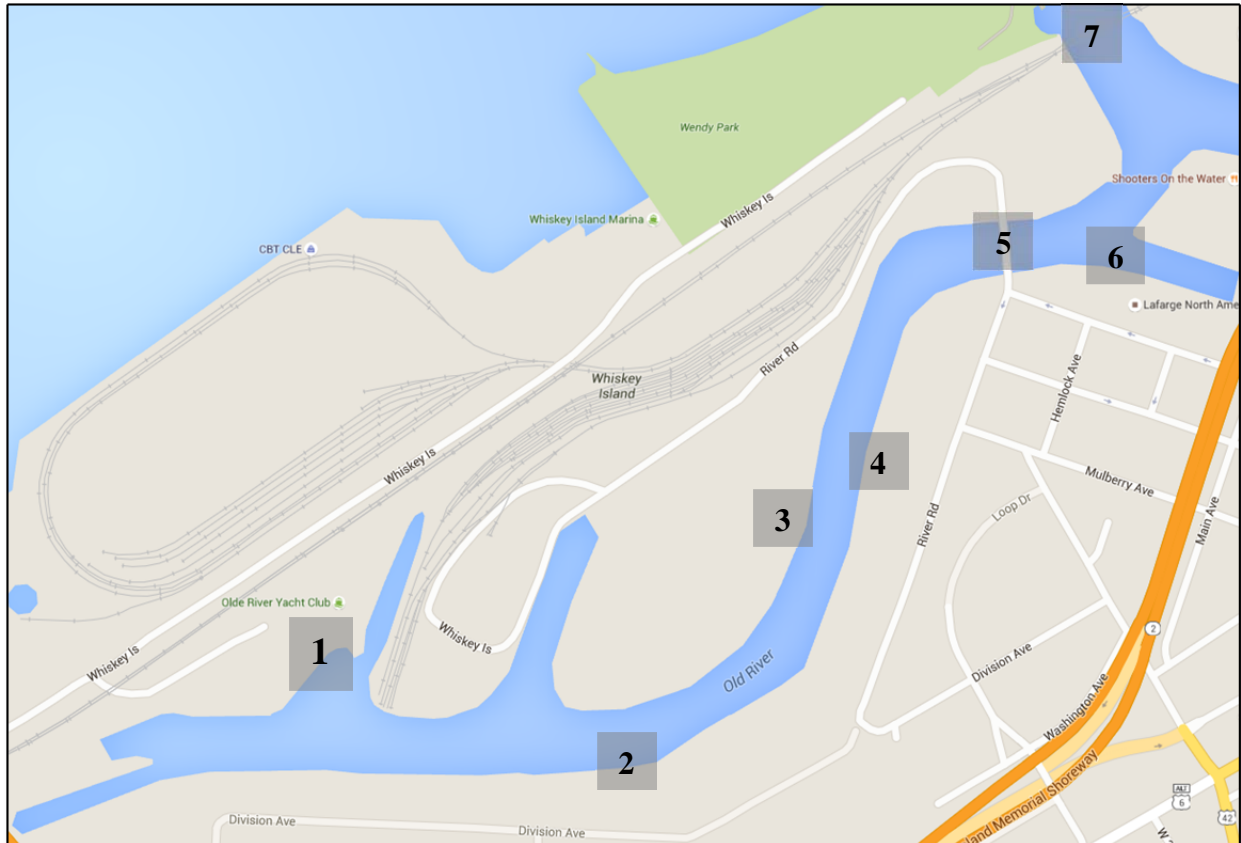 7
Wendy Park
Shooters On the Water
Whiskey Is
Whiskey Island Marina
5
CBT CLE
6
Lafarge North Ame
River Rd
Whiskey
Island
Hemlock Ave
Whiskey Is
4
Mulberry Ave
3
Loop Dr
River Rd
Main Ave
Olde River Yacht Club
2
1
Whiskey Is
Whiskey Is
Division Ave
Old River
Washington Ave
2
land Memorial Shoreway
ALT
6
42
Division Ave
Division Ave
W